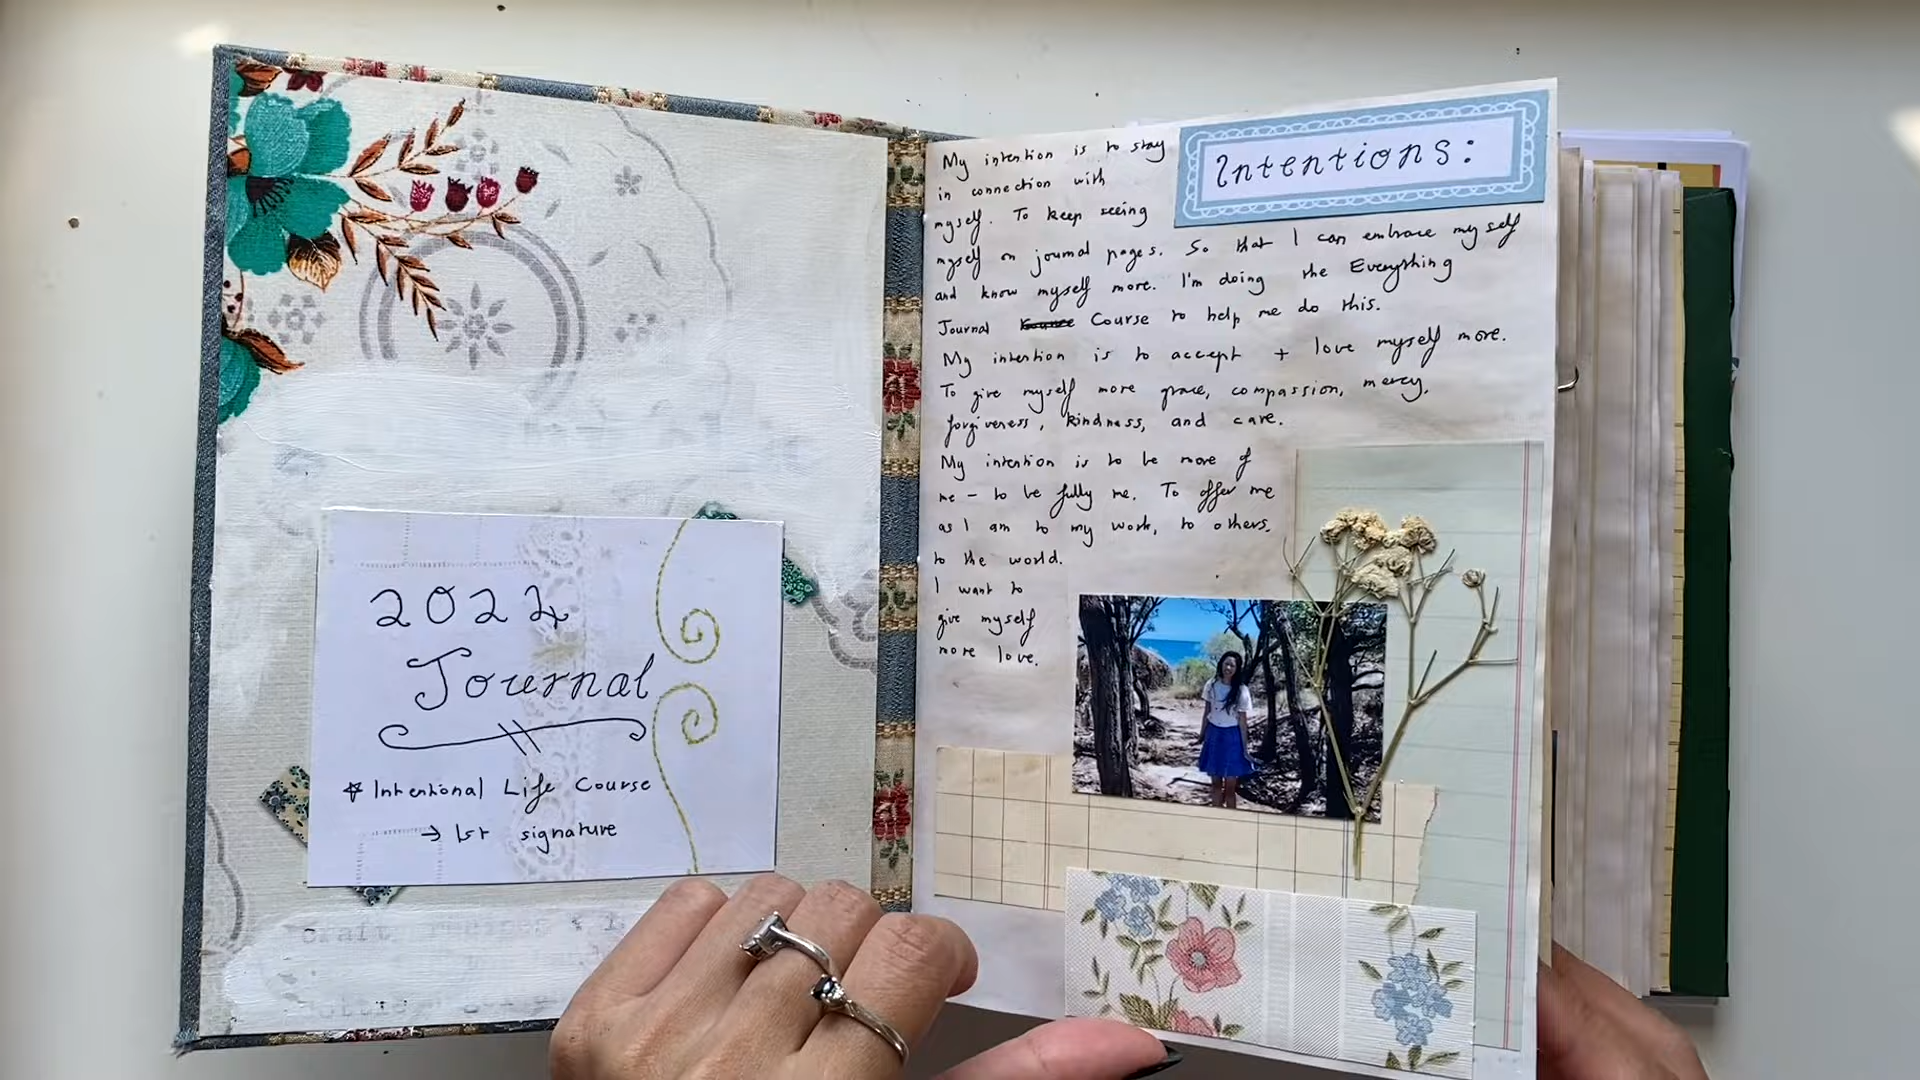 2022
Journal
☆ Intentional Life Course
→ 1st signature
craft
Intentions:
My intention is to stay
in connection with
myself. To keep seeing
myself on journal pages. So that I can embrace myself
and know myself more. I'm doing the Everything
Journal Course to help me do this.
My intention is to accept + love myself more.
To give myself more grace, compassion, mercy,
forgiveness, kindness, and care.
My intention is to be more of
me – to be fully me. To offer me
as I am to my work, to others,
to the world.
I want to
give myself
more love.